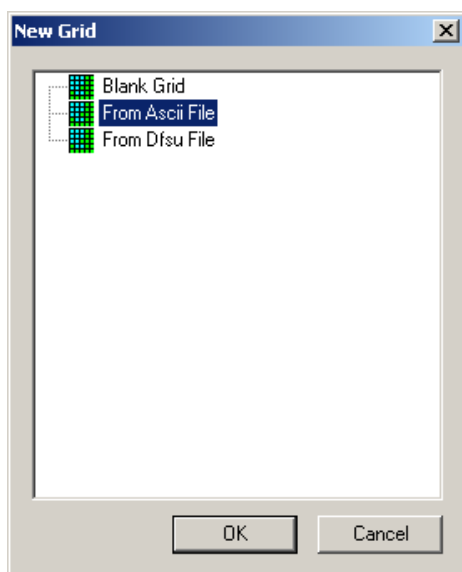 New Grid
Blank Grid
From Ascii File
From Dfsu File
OK Cancel